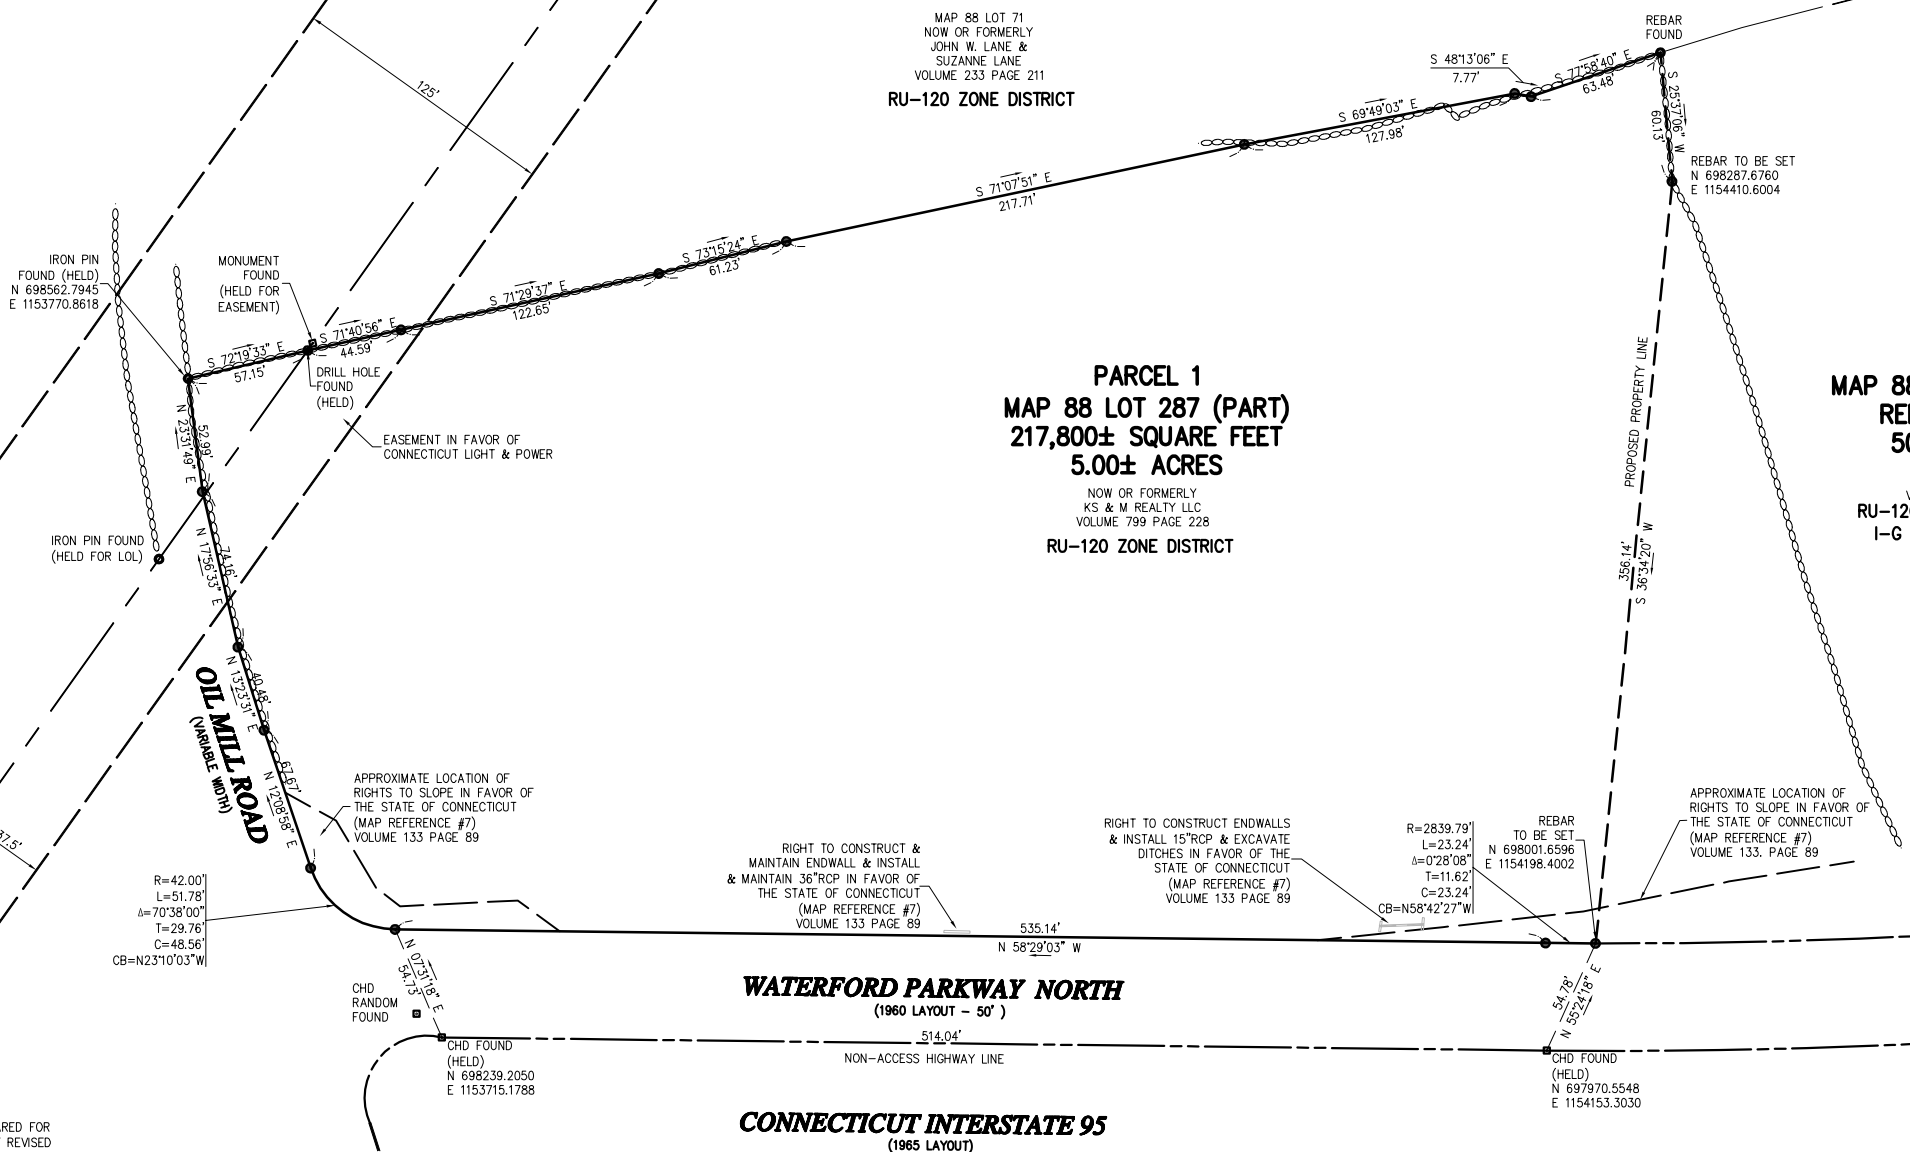 MAP 88 LOT 71
NOW OR FORMERLY
JOHN W. LANE &
SUZANNE LANE
VOLUME 233 PAGE 211
RU-120 ZONE DISTRICT
REBAR
FOUND
125'
S 48°13'06" E
7.77'
S 77°58'40" E
63.48'
S 69°49'03" E
127.98'
S 25°37'06" W
60.13'
REBAR TO BE SET
N 698287.6760
E 1154410.6004
S 71°07'51" E
217.71'
S 73°15'24" E
61.23'
S 71°29'37" E
122.65'
S 71°40'56" E
44.59'
S 72°19'33" E
57.15'
IRON PIN
FOUND (HELD)
N 698562.7945
E 1153770.8618
MONUMENT
FOUND
(HELD FOR
EASEMENT)
DRILL HOLE
FOUND
(HELD)
EASEMENT IN FAVOR OF
CONNECTICUT LIGHT & POWER
PARCEL 1
MAP 88 LOT 287 (PART)
217,800± SQUARE FEET
5.00± ACRES
NOW OR FORMERLY
KS & M REALTY LLC
VOLUME 799 PAGE 228
RU-120 ZONE DISTRICT
PROPOSED PROPERTY LINE
356.14'
S 36°34'20" W
MAP 88
RE
50
RU-120
I-G
52.99'
N 23°31'49" E
IRON PIN FOUND
(HELD FOR LOL)
74.16'
N 17°56'33" E
40.48'
N 13°23'31" E
67.67'
N 12°08'58" E
OIL MILL ROAD
(VARIABLE WIDTH)
37.5'
APPROXIMATE LOCATION OF
RIGHTS TO SLOPE IN FAVOR OF
THE STATE OF CONNECTICUT
(MAP REFERENCE #7)
VOLUME 133 PAGE 89
R=42.00'
L=51.78'
Δ=70°38'00"
T=29.76'
C=48.56'
CB=N23°10'03"W
RIGHT TO CONSTRUCT &
MAINTAIN ENDWALL & INSTALL
& MAINTAIN 36"RCP IN FAVOR OF
THE STATE OF CONNECTICUT
(MAP REFERENCE #7)
VOLUME 133 PAGE 89
RIGHT TO CONSTRUCT ENDWALLS
& INSTALL 15"RCP & EXCAVATE
DITCHES IN FAVOR OF THE
STATE OF CONNECTICUT
(MAP REFERENCE #7)
VOLUME 133 PAGE 89
R=2839.79'
L=23.24'
Δ=0°28'08"
T=11.62'
C=23.24'
CB=N58°42'27"W
REBAR
TO BE SET
N 698001.6596
E 1154198.4002
APPROXIMATE LOCATION OF
RIGHTS TO SLOPE IN FAVOR OF
THE STATE OF CONNECTICUT
(MAP REFERENCE #7)
VOLUME 133. PAGE 89
535.14'
N 58°29'03" W
N 07°31'18" E
54.73'
54.78'
N 55°24'18" E
WATERFORD PARKWAY NORTH
(1960 LAYOUT - 50' )
CHD
RANDOM
FOUND
514.04'
NON-ACCESS HIGHWAY LINE
CHD FOUND
(HELD)
N 698239.2050
E 1153715.1788
CHD FOUND
(HELD)
N 697970.5548
E 1154153.3030
CONNECTICUT INTERSTATE 95
(1965 LAYOUT)
ARED FOR
REVISED